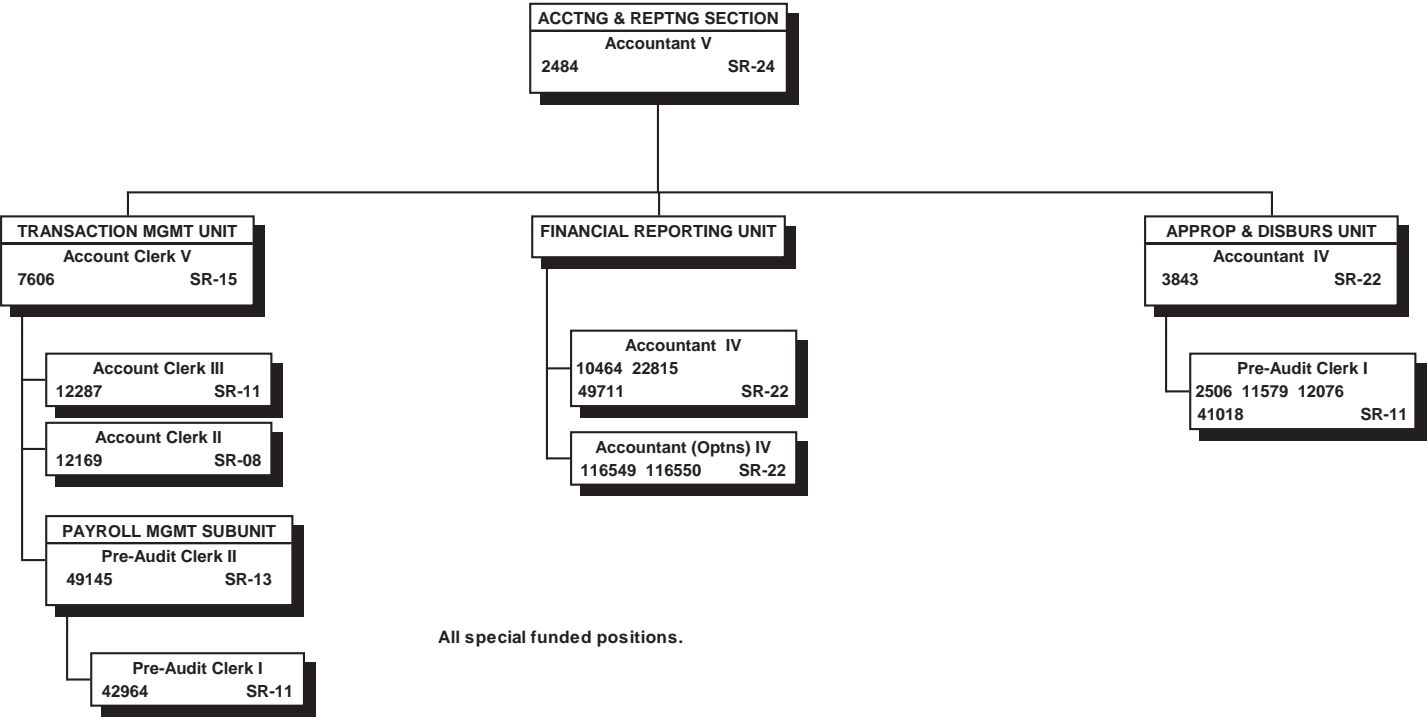 ACCTNG & REPTNG SECTION
Accountant V
2484 SR-24
TRANSACTION MGMT UNIT
Account Clerk V
7606 SR-15
Account Clerk III
12287 SR-11
Account Clerk II
12169 SR-08
PAYROLL MGMT SUBUNIT
Pre-Audit Clerk II
49145 SR-13
Pre-Audit Clerk I
42964 SR-11
FINANCIAL REPORTING UNIT
Accountant IV
10464 22815
49711 SR-22
Accountant (Optns) IV
116549 116550 SR-22
APPROP & DISBURS UNIT
Accountant IV
3843 SR-22
Pre-Audit Clerk I
2506 11579 12076
41018 SR-11
All special funded positions.